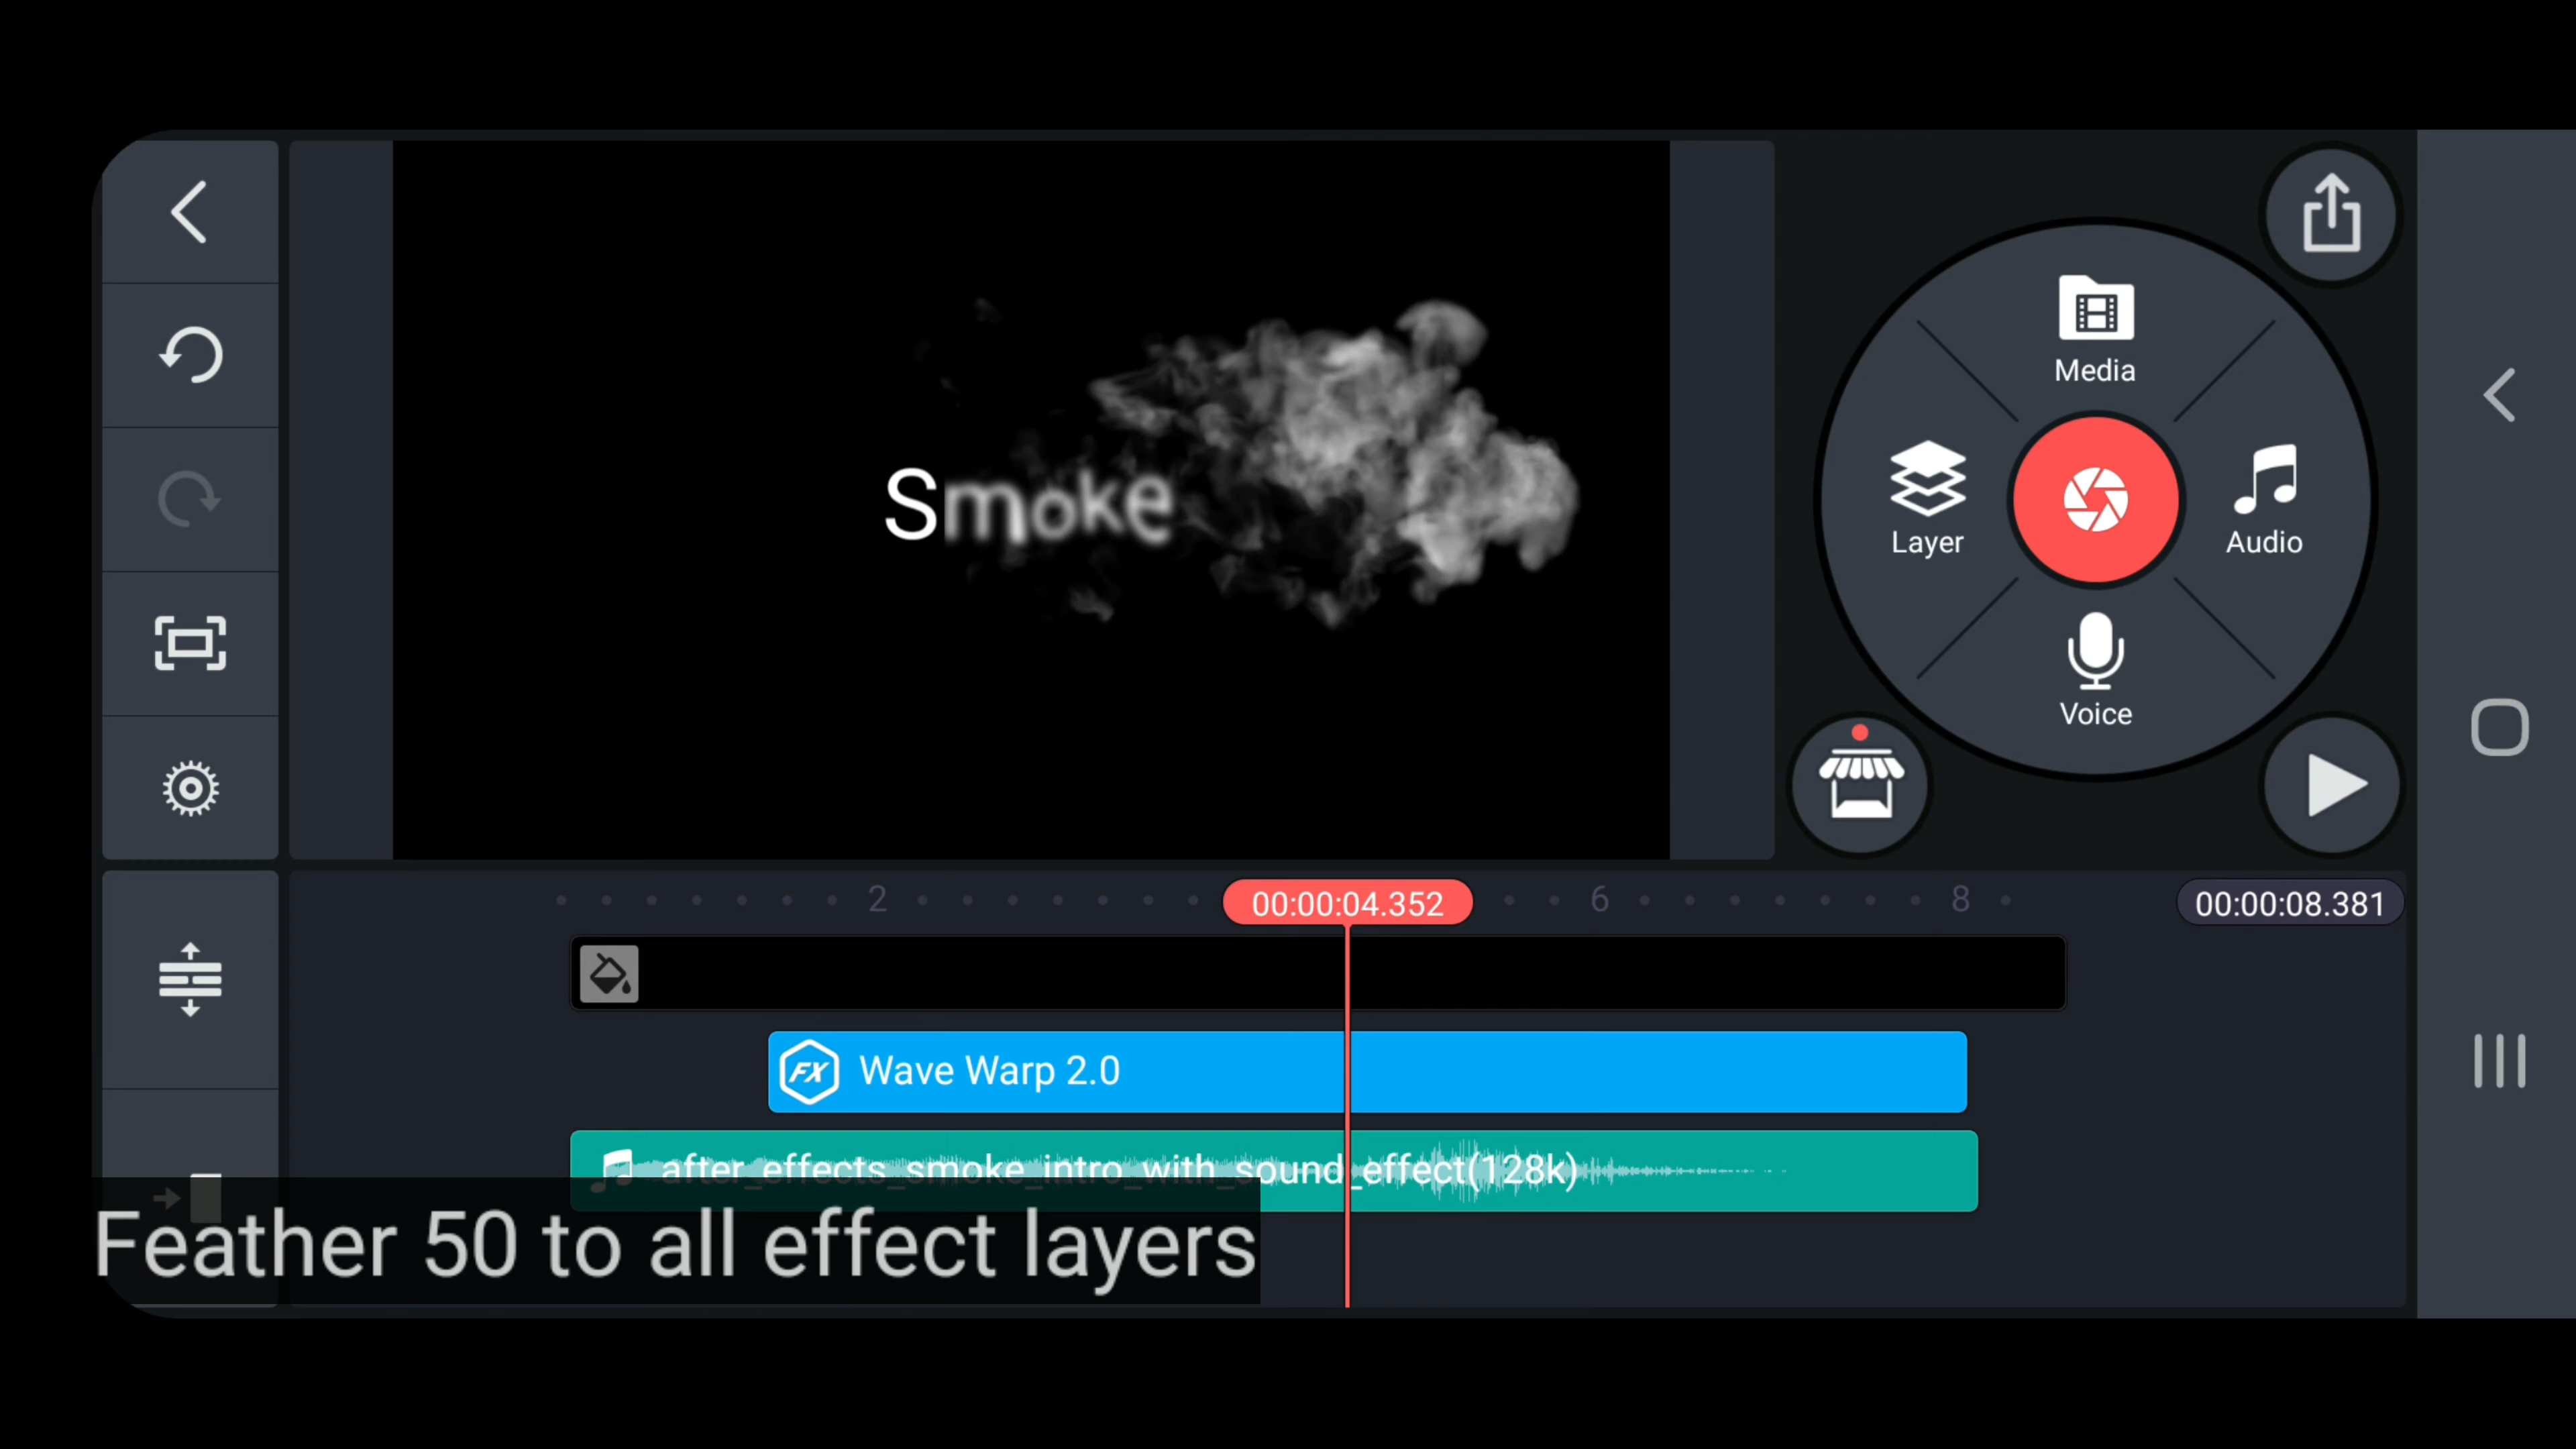 Smoke
Media
Layer
Audio
Voice
2
00:00:04.352
6
8
00:00:08.381
FX Wave Warp 2.0
after_effects_smoke_intro_with_sound_effect(128k)
Feather 50 to all effect layers